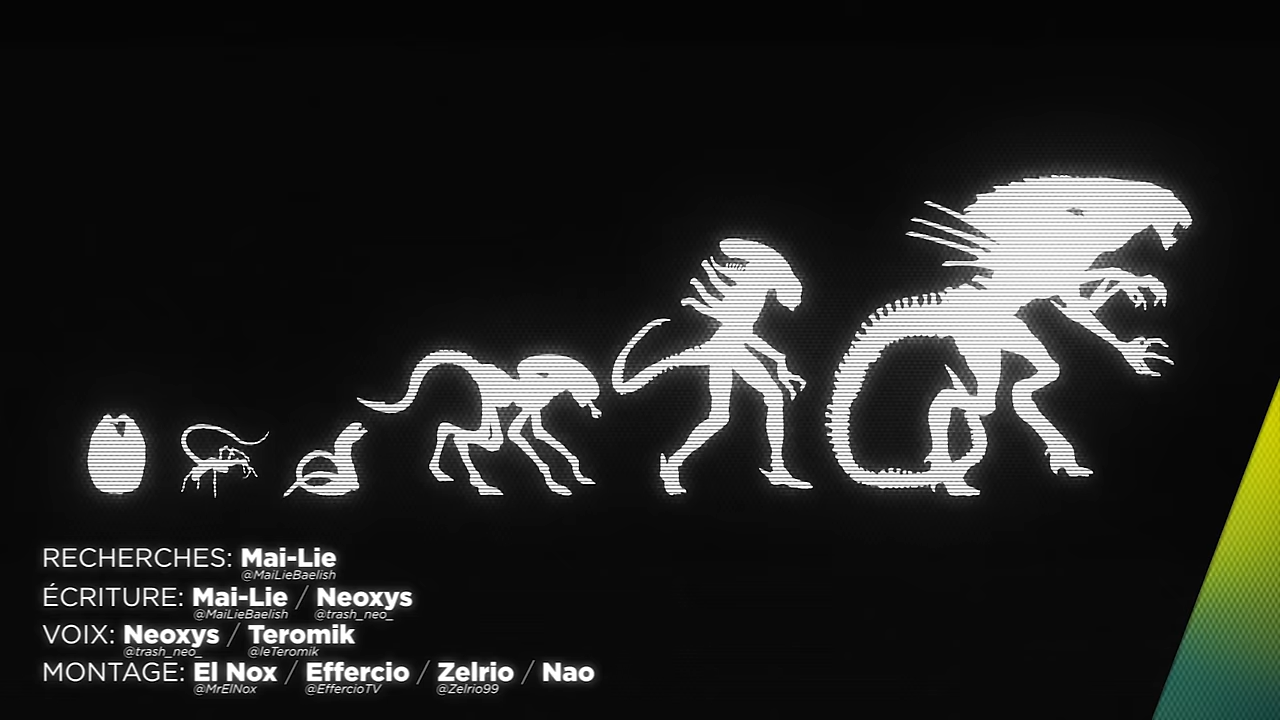 RECHERCHES: Mai-Lie
@MaiLieBaelish
ÉCRITURE: Mai-Lie / Neoxys
@MaiLieBaelish @trash_neo_
VOIX: Neoxys / Teromik
@trash_neo_ @leTeromik
MONTAGE: El Nox / Effercio / Zelrio / Nao
@MrElNox @EffercioTV @Zelrio99